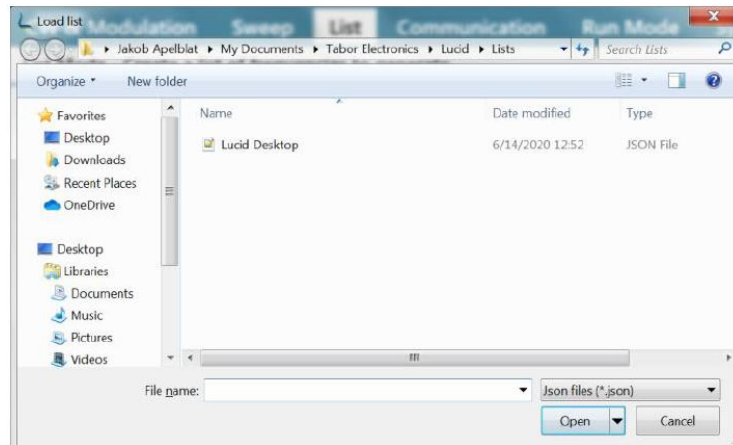 Load list
Modulation Sweep List Communication Run Mode
Jakob Apelblat My Documents Tabor Electronics Lucid Lists Search Lists
Organize New folder
Favorites
Desktop
Downloads
Recent Places
OneDrive
Desktop
Libraries
Documents
Music
Pictures
Videos
Name Date modified Type
Lucid Desktop 6/14/2020 12:52 JSON File
File name: Json files (*.json)
Open Cancel